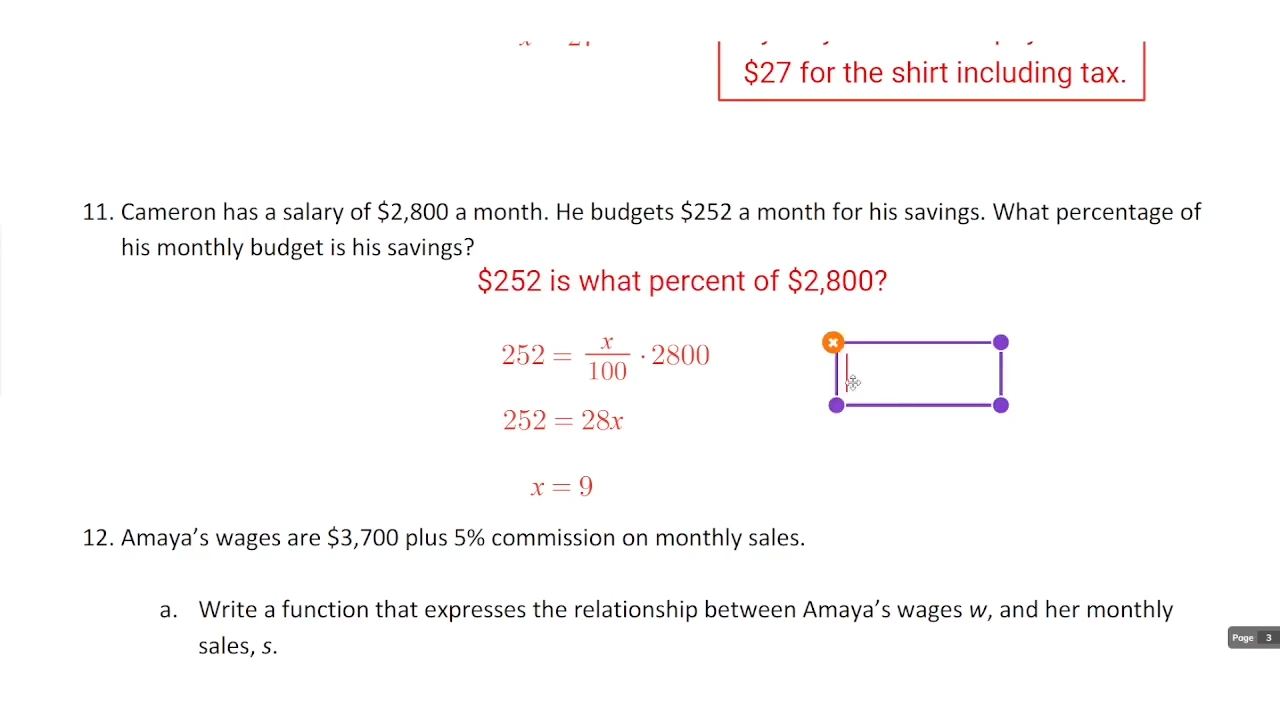 $27 for the shirt including tax.
11. Cameron has a salary of $2,800 a month. He budgets $252 a month for his savings. What percentage of
his monthly budget is his savings?
$252 is what percent of $2,800?
252 = x/100 · 2800
252 = 28x
x = 9
12. Amaya’s wages are $3,700 plus 5% commission on monthly sales.
a. Write a function that expresses the relationship between Amaya’s wages w, and her monthly
sales, s.
Page 3